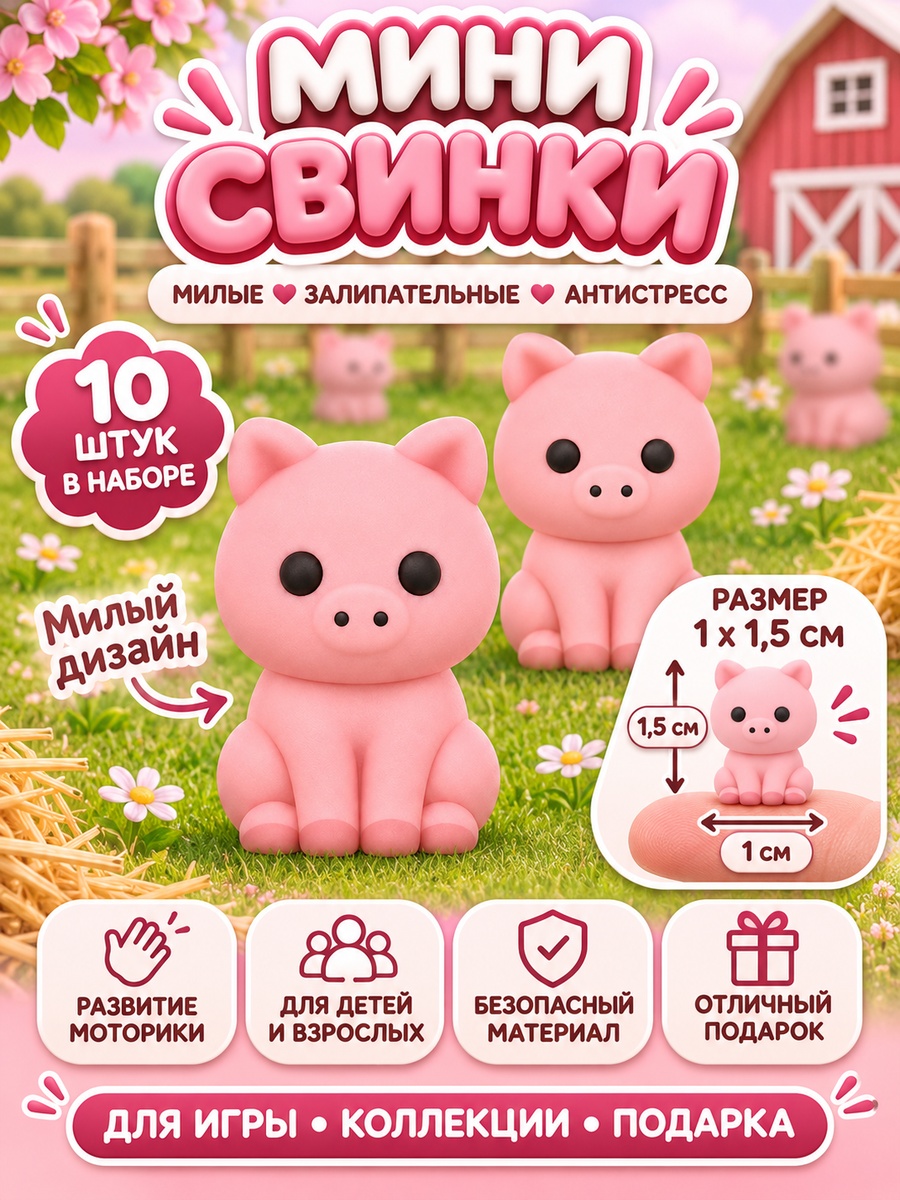 МИНИ
СВИНКИ
МИЛЫЕ ♥ ЗАЛИПАТЕЛЬНЫЕ ♥ АНТИСТРЕСС
10
ШТУК
В НАБОРЕ
Милый
дизайн
РАЗМЕР
1 x 1,5 см
1,5 см
1 см
РАЗВИТИЕ
МОТОРИКИ
ДЛЯ ДЕТЕЙ
И ВЗРОСЛЫХ
БЕЗОПАСНЫЙ
МАТЕРИАЛ
ОТЛИЧНЫЙ
ПОДАРОК
ДЛЯ ИГРЫ • КОЛЛЕКЦИИ • ПОДАРКА